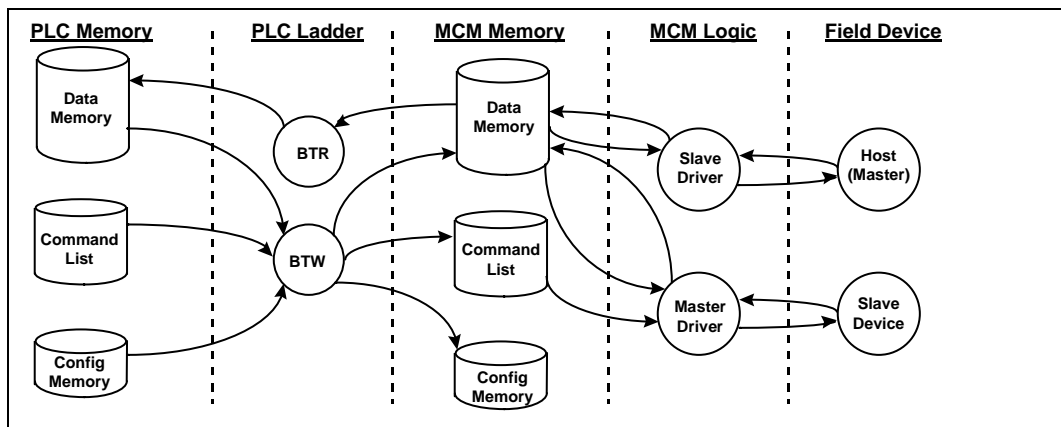 PLC Memory
PLC Ladder
MCM Memory
MCM Logic
Field Device
Data
Memory
BTR
Data
Memory
Slave
Driver
Host
(Master)
Command
List
BTW
Command
List
Master
Driver
Slave
Device
Config
Memory
Config
Memory